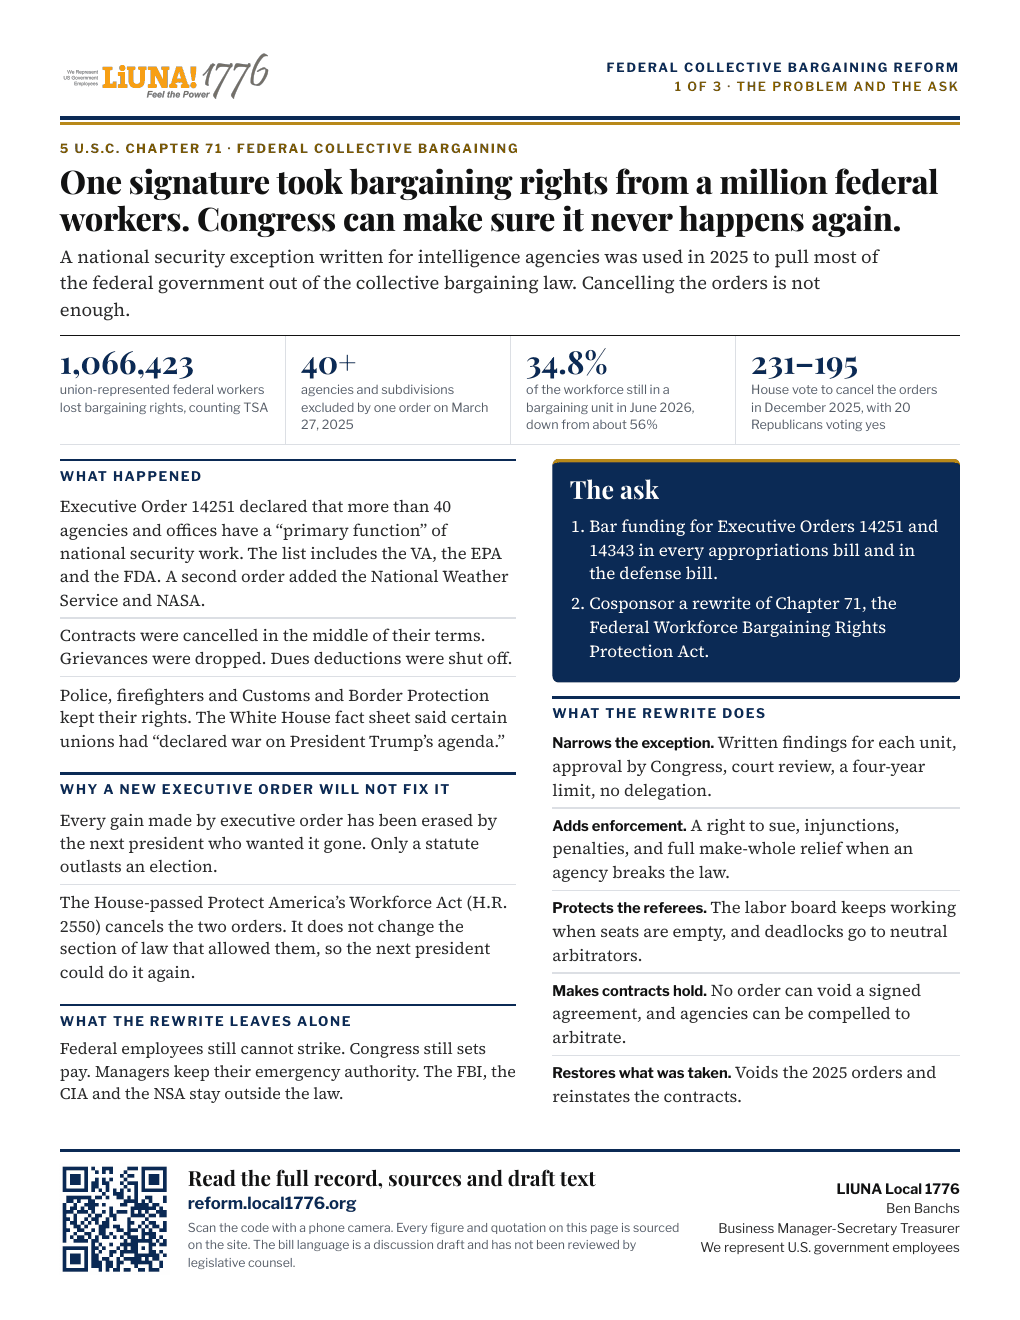 We Represent
US Government
Employees
LiUNA! 1776
Feel the Power
FEDERAL COLLECTIVE BARGAINING REFORM
1 OF 3 · THE PROBLEM AND THE ASK
5 U.S.C. CHAPTER 71 · FEDERAL COLLECTIVE BARGAINING
One signature took bargaining rights from a million federal
workers. Congress can make sure it never happens again.
A national security exception written for intelligence agencies was used in 2025 to pull most of
the federal government out of the collective bargaining law. Cancelling the orders is not
enough.
1,066,423
union-represented federal workers
lost bargaining rights, counting TSA
40+
agencies and subdivisions
excluded by one order on March
27, 2025
34.8%
of the workforce still in a
bargaining unit in June 2026,
down from about 56%
231–195
House vote to cancel the orders
in December 2025, with 20
Republicans voting yes
WHAT HAPPENED
Executive Order 14251 declared that more than 40
agencies and offices have a “primary function” of
national security work. The list includes the VA, the EPA
and the FDA. A second order added the National Weather
Service and NASA.
Contracts were cancelled in the middle of their terms.
Grievances were dropped. Dues deductions were shut off.
Police, firefighters and Customs and Border Protection
kept their rights. The White House fact sheet said certain
unions had “declared war on President Trump’s agenda.”
WHY A NEW EXECUTIVE ORDER WILL NOT FIX IT
Every gain made by executive order has been erased by
the next president who wanted it gone. Only a statute
outlasts an election.
The House-passed Protect America’s Workforce Act (H.R.
2550) cancels the two orders. It does not change the
section of law that allowed them, so the next president
could do it again.
WHAT THE REWRITE LEAVES ALONE
Federal employees still cannot strike. Congress still sets
pay. Managers keep their emergency authority. The FBI, the
CIA and the NSA stay outside the law.
The ask
1. Bar funding for Executive Orders 14251 and
14343 in every appropriations bill and in
the defense bill.
2. Cosponsor a rewrite of Chapter 71, the
Federal Workforce Bargaining Rights
Protection Act.
WHAT THE REWRITE DOES
Narrows the exception. Written findings for each unit,
approval by Congress, court review, a four-year
limit, no delegation.
Adds enforcement. A right to sue, injunctions,
penalties, and full make-whole relief when an
agency breaks the law.
Protects the referees. The labor board keeps working
when seats are empty, and deadlocks go to neutral
arbitrators.
Makes contracts hold. No order can void a signed
agreement, and agencies can be compelled to
arbitrate.
Restores what was taken. Voids the 2025 orders and
reinstates the contracts.
Read the full record, sources and draft text
reform.local1776.org
Scan the code with a phone camera. Every figure and quotation on this page is sourced
on the site. The bill language is a discussion draft and has not been reviewed by
legislative counsel.
LIUNA Local 1776
Ben Banchs
Business Manager-Secretary Treasurer
We represent U.S. government employees